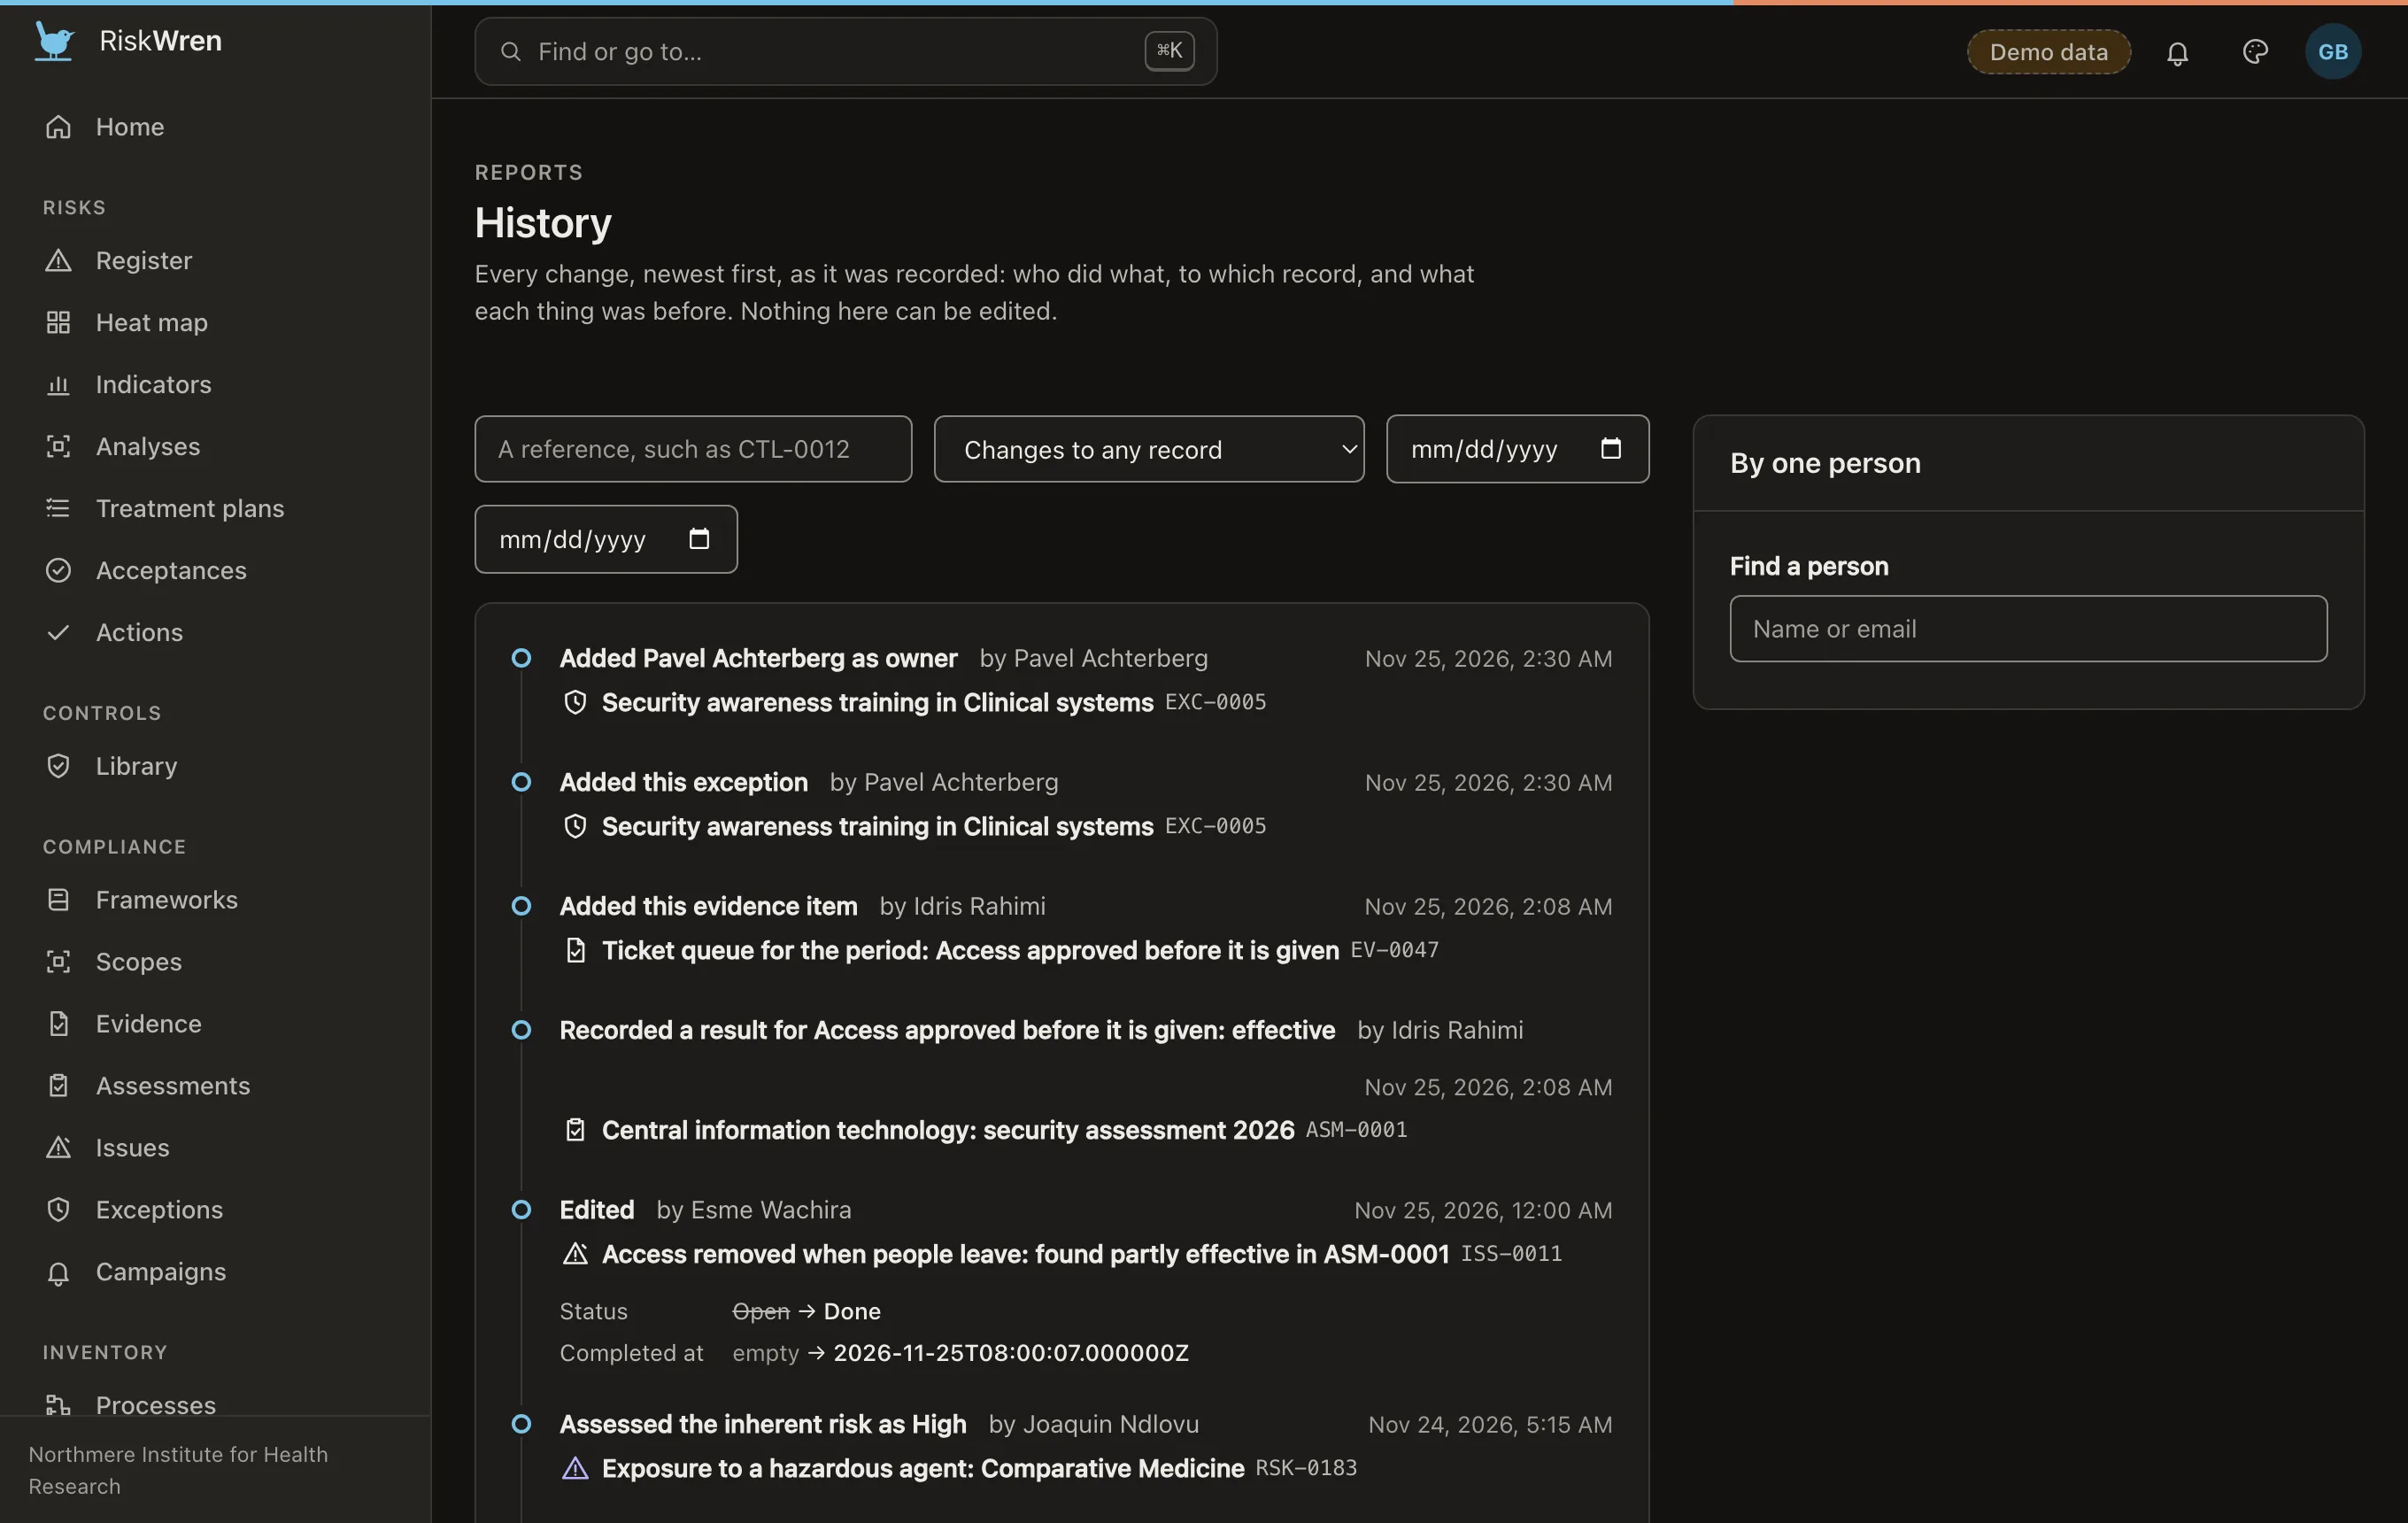 RiskWren
Find or go to...
⌘K
Demo data
GB
Home
RISKS
Register
Heat map
Indicators
Analyses
Treatment plans
Acceptances
Actions
CONTROLS
Library
COMPLIANCE
Frameworks
Scopes
Evidence
Assessments
Issues
Exceptions
Campaigns
INVENTORY
Processes
Northmere Institute for Health
Research
REPORTS
History
Every change, newest first, as it was recorded: who did what, to which record, and what
each thing was before. Nothing here can be edited.
A reference, such as CTL-0012
Changes to any record
mm/dd/yyyy
mm/dd/yyyy
Added Pavel Achterberg as owner by Pavel Achterberg Nov 25, 2026, 2:30 AM
Security awareness training in Clinical systems EXC-0005
Added this exception by Pavel Achterberg Nov 25, 2026, 2:30 AM
Security awareness training in Clinical systems EXC-0005
Added this evidence item by Idris Rahimi Nov 25, 2026, 2:08 AM
Ticket queue for the period: Access approved before it is given EV-0047
Recorded a result for Access approved before it is given: effective by Idris Rahimi
Nov 25, 2026, 2:08 AM
Central information technology: security assessment 2026 ASM-0001
Edited by Esme Wachira Nov 25, 2026, 12:00 AM
Access removed when people leave: found partly effective in ASM-0001 ISS-0011
Status Open → Done
Completed at empty → 2026-11-25T08:00:07.000000Z
Assessed the inherent risk as High by Joaquin Ndlovu Nov 24, 2026, 5:15 AM
Exposure to a hazardous agent: Comparative Medicine RSK-0183
By one person
Find a person
Name or email